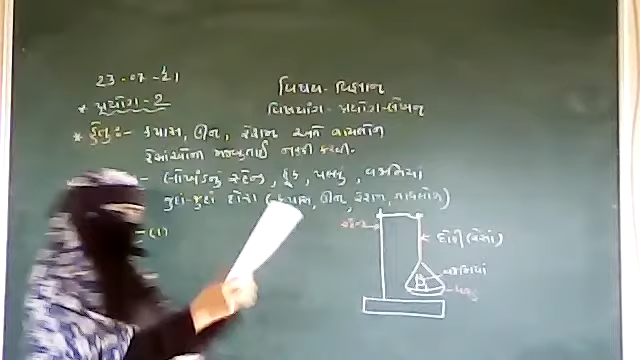 23-07-21
વિષય - વિજ્ઞાન
* પ્રયોગ - 2
વિષયાંગ - પ્રયોગ-લેખન
* હેતુ :- કપાસ, ઊન, રેશમ અને નાયલોન
રેસાઓની મજબૂતાઈ નક્કી કરવી.
- લોખંડનું સ્ટેન્ડ, હૂક, પલ્લું, વજનિયાં
જુદા-જુદા દોરા (કપાસ, ઊન, રેશમ, નાયલોન)
- (1)
દોરી (રેસા)
વજનિયાં